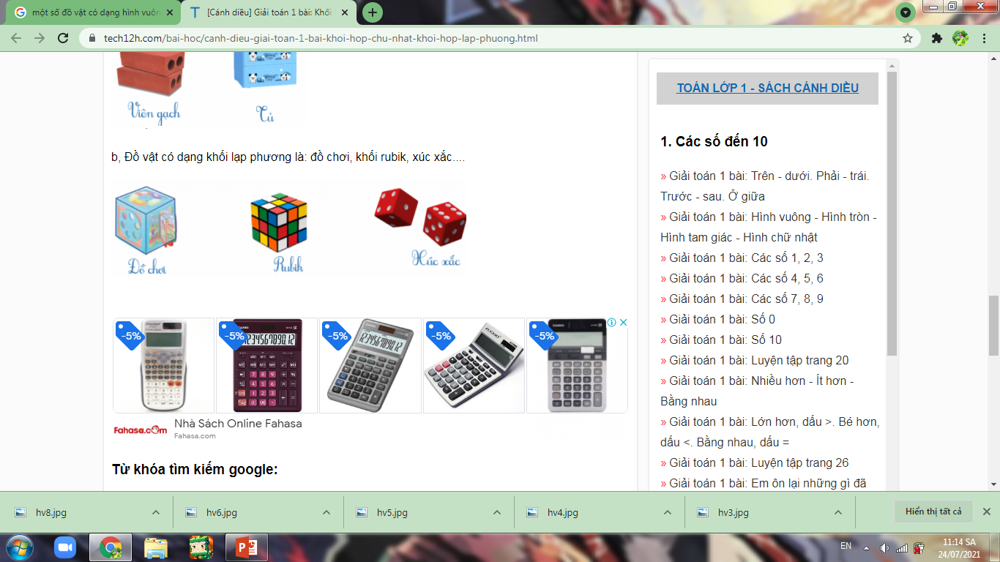 một số đồ vật có dạng hình vuôn
[Cánh diều] Giải toán 1 bài: Khối
tech12h.com/bai-hoc/canh-dieu-giai-toan-1-bai-khoi-hop-chu-nhat-khoi-hop-lap-phuong.html
Viên gạch
Tủ
b, Đồ vật có dạng khối lạp phương là: đồ chơi, khối rubik, xúc xắc....
Đồ chơi
Rubik
Xúc xắc
-5%
-5%
-5%
-5%
-5%
Fahasa.com
Nhà Sách Online Fahasa
Fahasa.com
Từ khóa tìm kiếm google:
TOÁN LỚP 1 - SÁCH CÁNH DIỀU
1. Các số đến 10
» Giải toán 1 bài: Trên - dưới. Phải - trái.
Trước - sau. Ở giữa
» Giải toán 1 bài: Hình vuông - Hình tròn -
Hình tam giác - Hình chữ nhật
» Giải toán 1 bài: Các số 1, 2, 3
» Giải toán 1 bài: Các số 4, 5, 6
» Giải toán 1 bài: Các số 7, 8, 9
» Giải toán 1 bài: Số 0
» Giải toán 1 bài: Số 10
» Giải toán 1 bài: Luyện tập trang 20
» Giải toán 1 bài: Nhiều hơn - Ít hơn -
Bằng nhau
» Giải toán 1 bài: Lớn hơn, dấu >. Bé hơn,
dấu <. Bằng nhau, dấu =
» Giải toán 1 bài: Luyện tập trang 26
» Giải toán 1 bài: Em ôn lại những gì đã
hv8.jpg
hv6.jpg
hv5.jpg
hv4.jpg
hv3.jpg
Hiển thị tất cả
EN
11:14 SA
24/07/2021